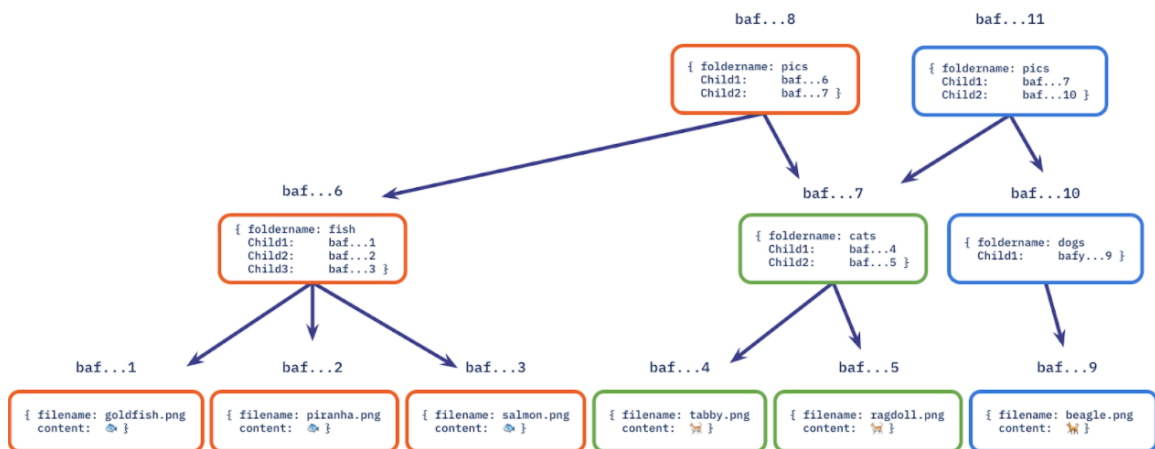 baf...8
baf...11
{ foldername: pics
Child1: baf...6
Child2: baf...7 }
{ foldername: pics
Child1: baf...7
Child2: baf...10 }
baf...6
baf...7
baf...10
{ foldername: fish
Child1: baf...1
Child2: baf...2
Child3: baf...3 }
{ foldername: cats
Child1: baf...4
Child2: baf...5 }
{ foldername: dogs
Child1: bafy...9 }
baf...1
baf...2
baf...3
baf...4
baf...5
baf...9
{ filename: goldfish.png
content: 🐟 }
{ filename: piranha.png
content: 🐟 }
{ filename: salmon.png
content: 🐟 }
{ filename: tabby.png
content: 🐈 }
{ filename: ragdoll.png
content: 🐈 }
{ filename: beagle.png
content: 🐕 }